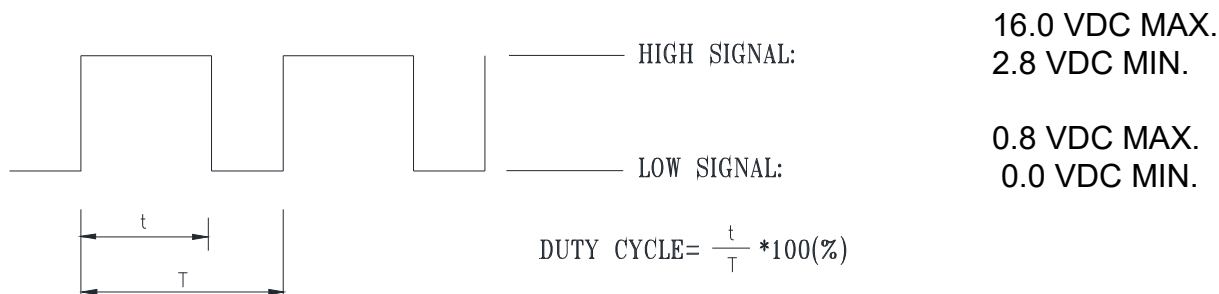 16.0 VDC MAX.
HIGH SIGNAL:
2.8 VDC MIN.
0.8 VDC MAX.
LOW SIGNAL:
0.0 VDC MIN.
t
T
DUTY CYCLE= t/T *100(%)